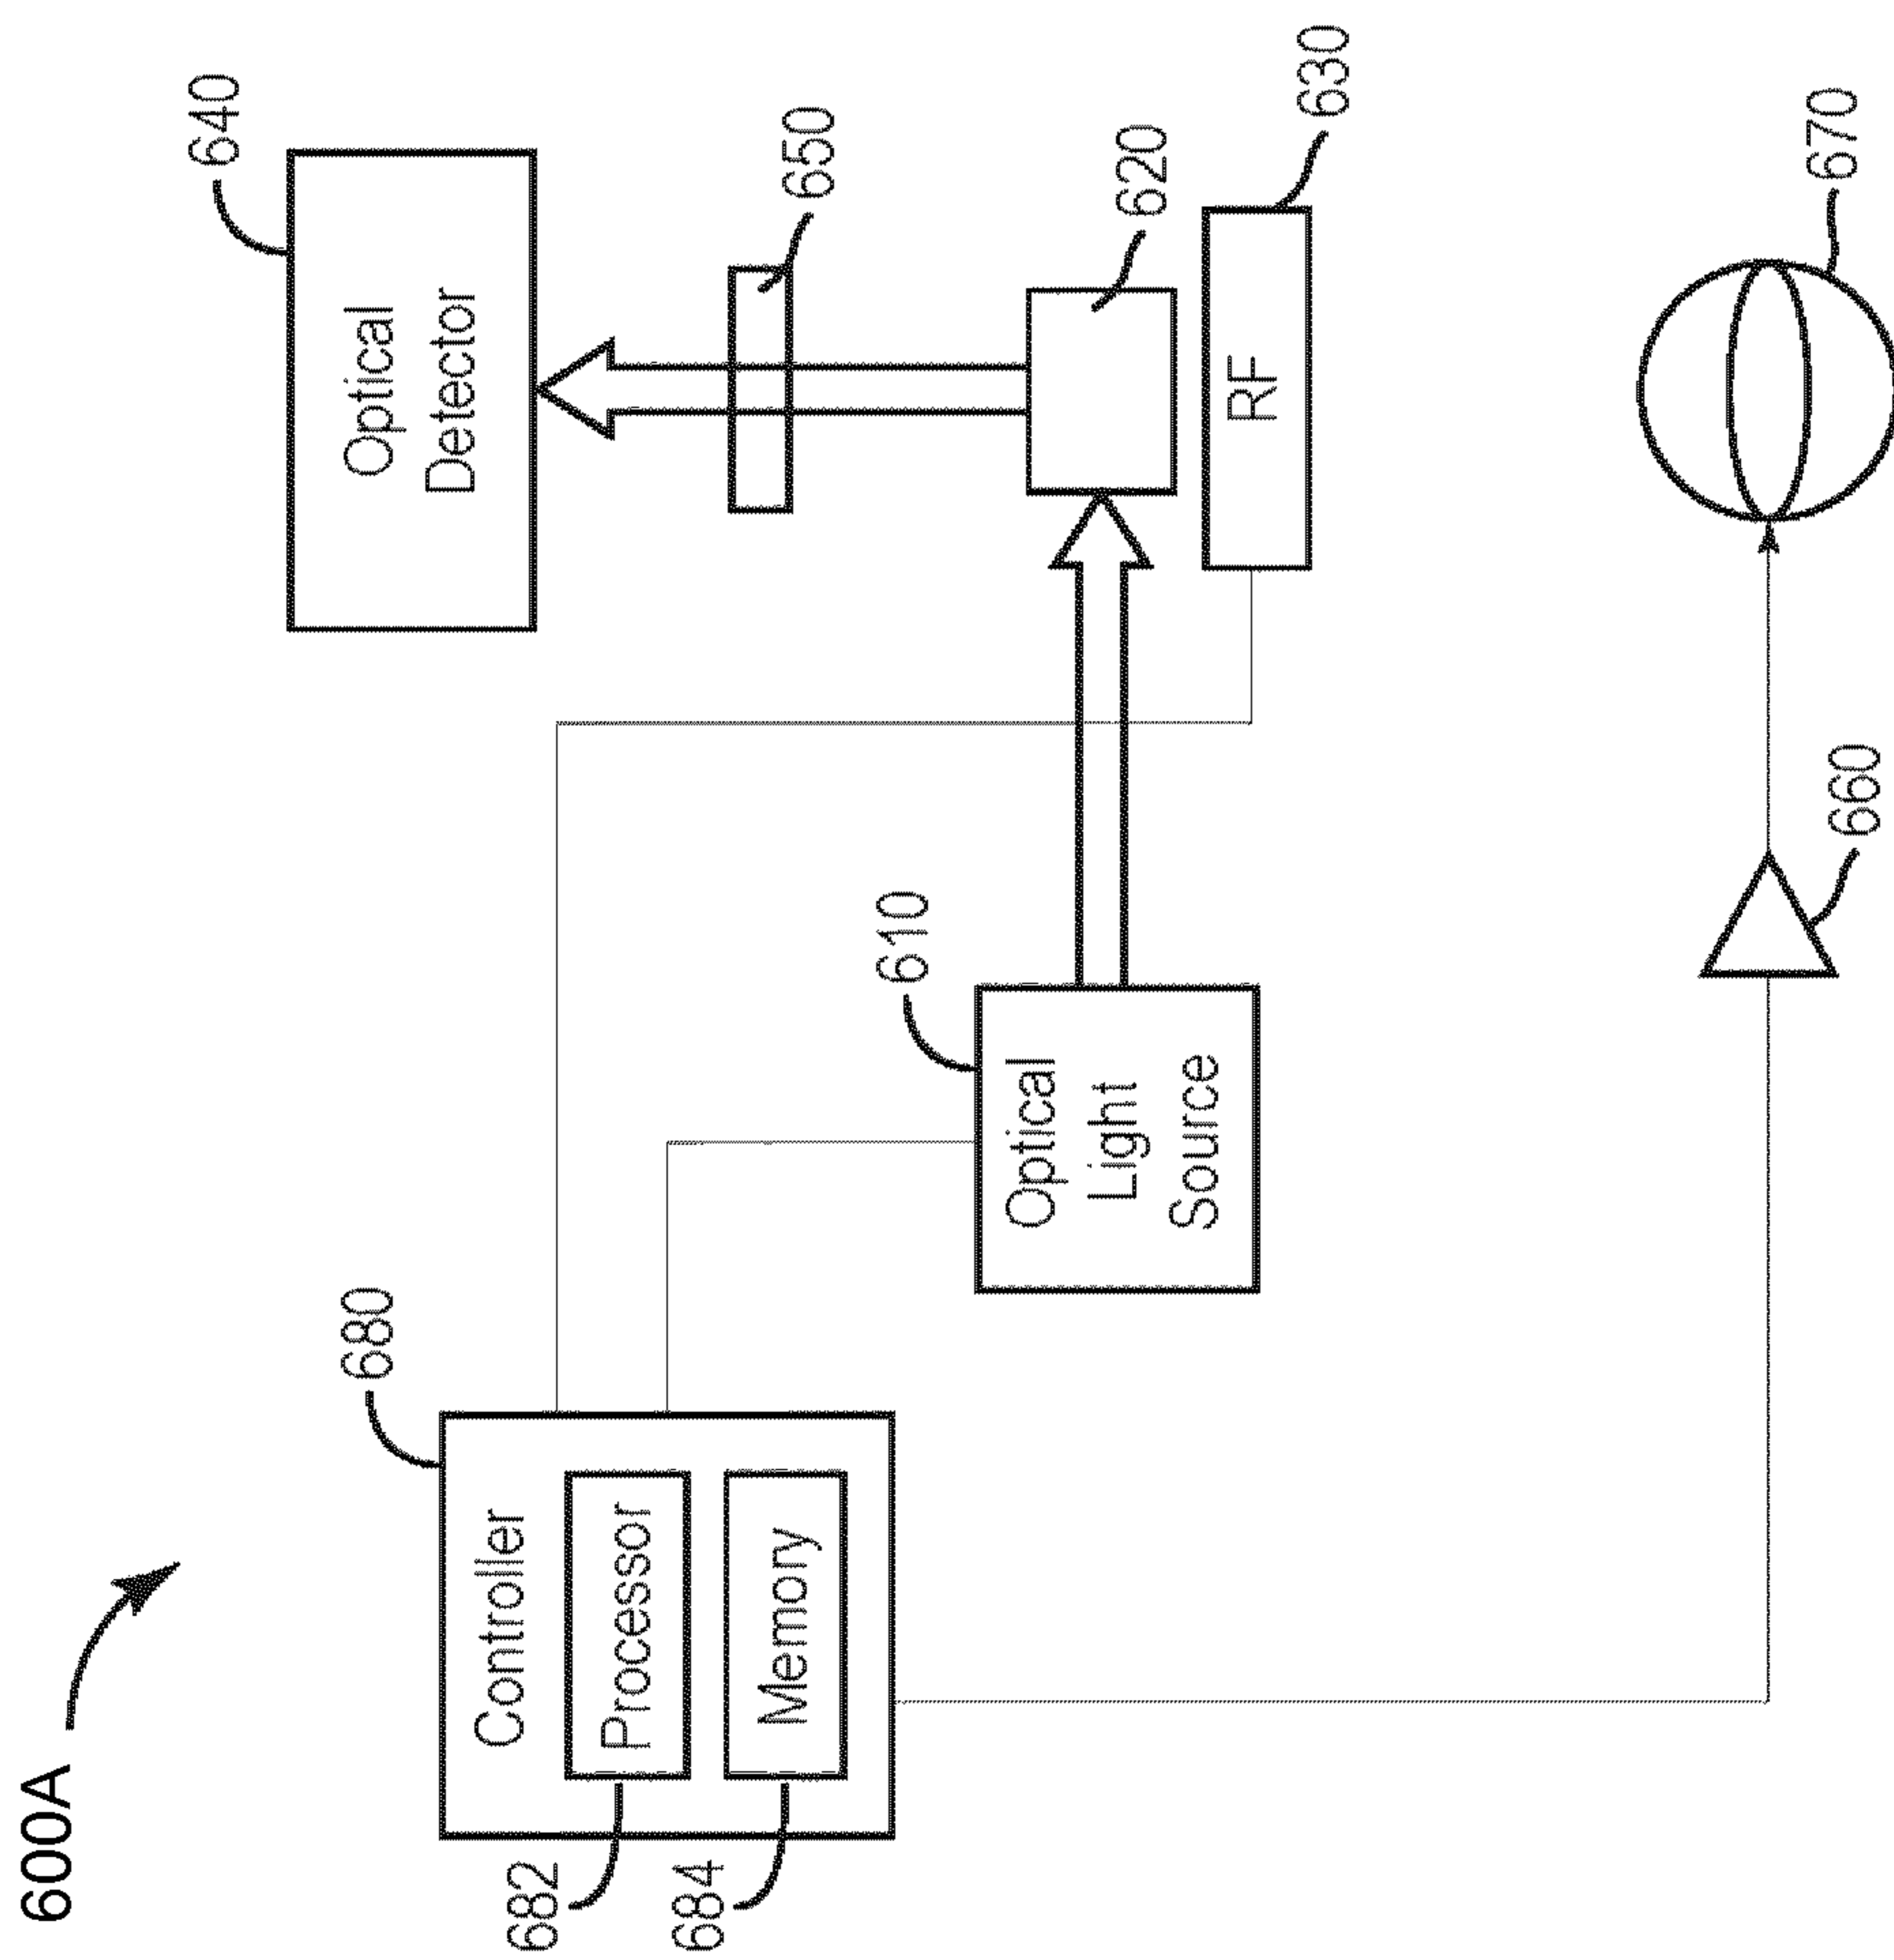 600A
680
Controller
682
Processor
684
Memory
610
Optical
Light
Source
640
Optical
Detector
650
620
RF
630
660
670